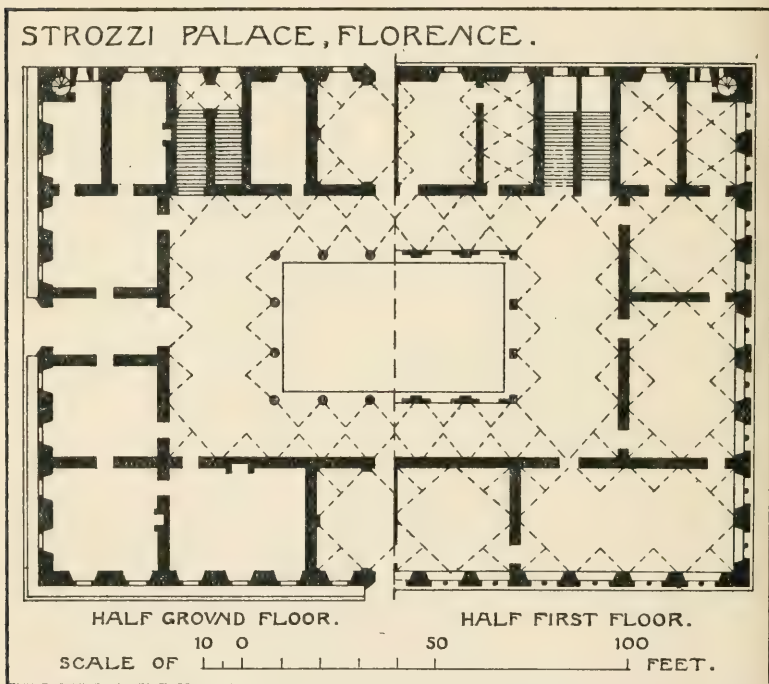 STROZZI PALACE, FLORENCE.
HALF GROVND FLOOR.
HALF FIRST FLOOR.
10 0 50 100
SCALE OF FEET.